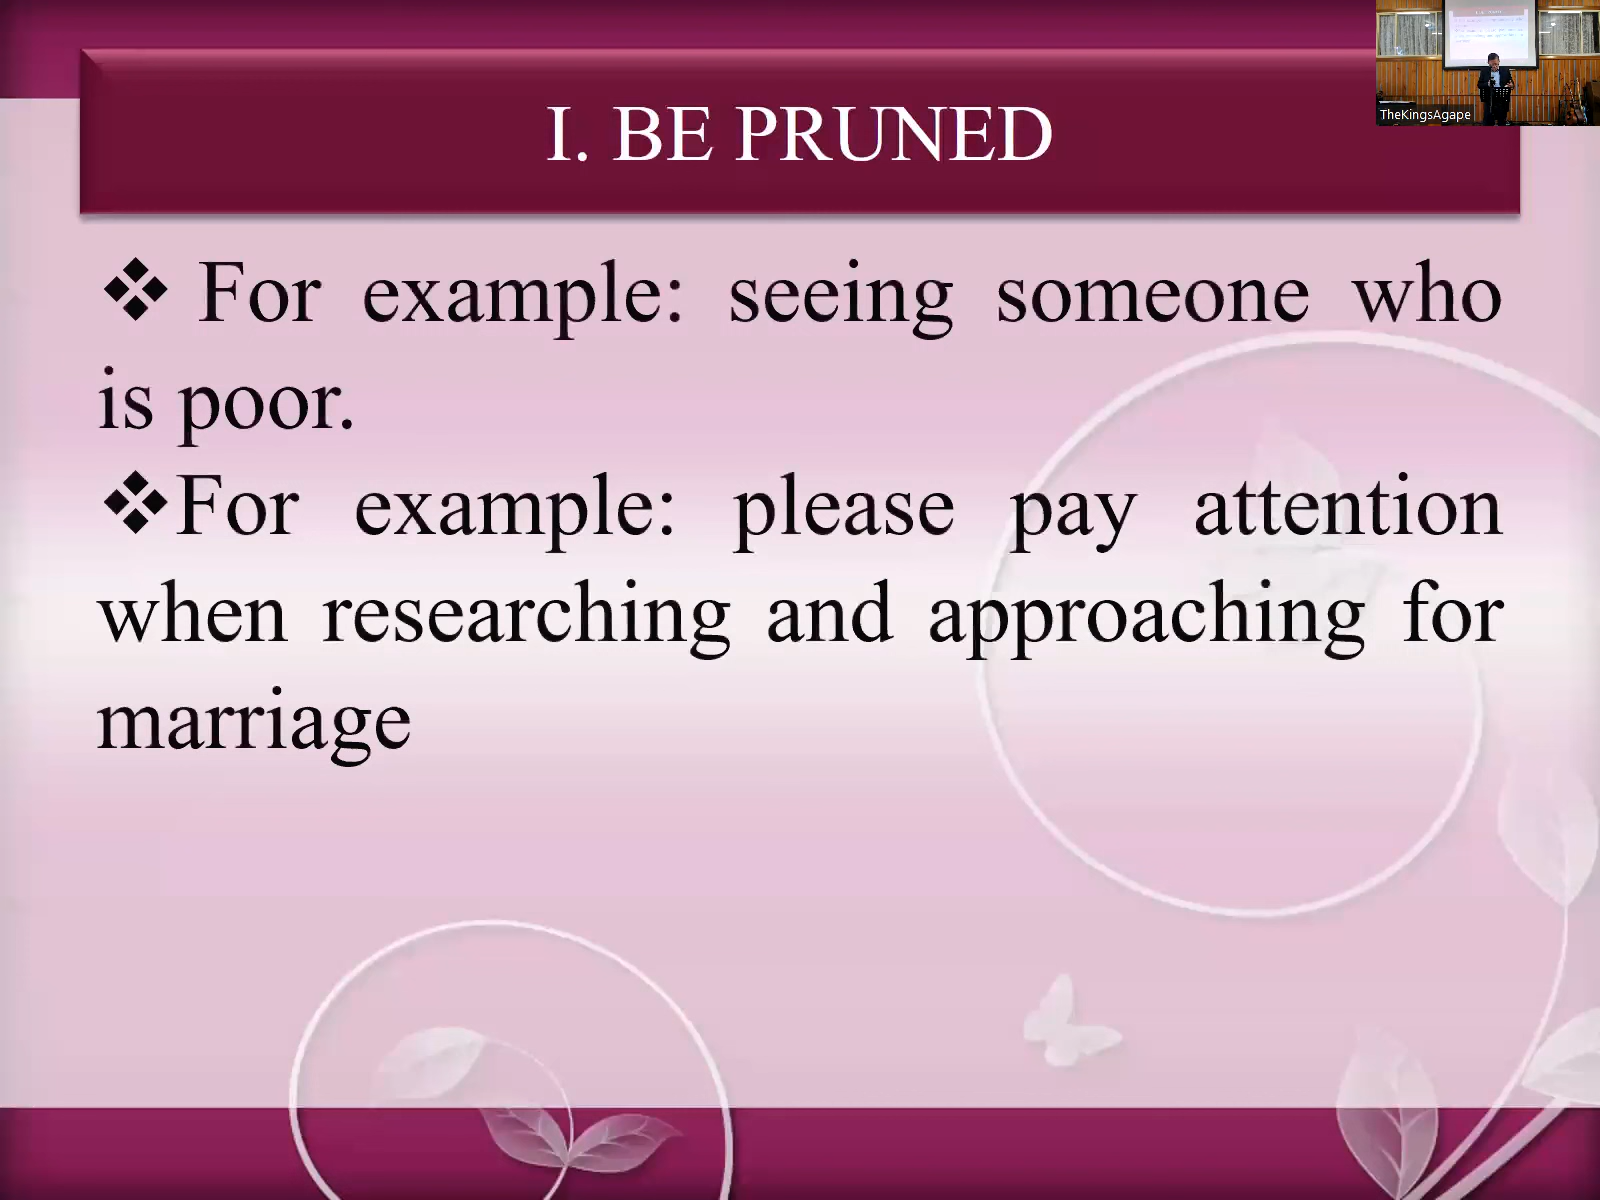 I. BE PRUNED
TheKingsAgape
❖ For example: seeing someone who
is poor.
❖For example: please pay attention
when researching and approaching for
marriage